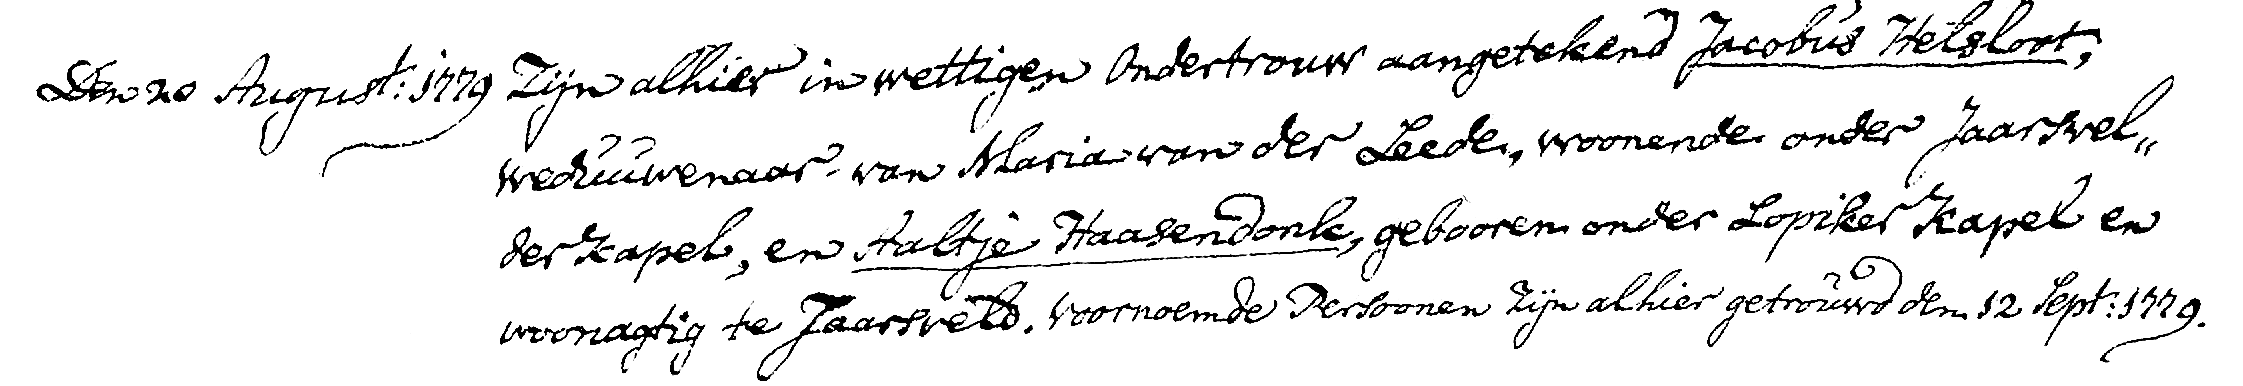 Den 20 August: 1779 Zijn alhier in wettigen Ondertrouw aangetekend Jacobus Helsloot,
weduuwenaar van Maria van der Leede, woonende onder Jaarsvel„
der Kapel, en Aaltje Haasendonk, gebooren onder Lopiker Kapel en
woonagtig te Jaarsveld. Voornoemde Persoonen Zijn alhier getrouwd den 12 Sept: 1779.